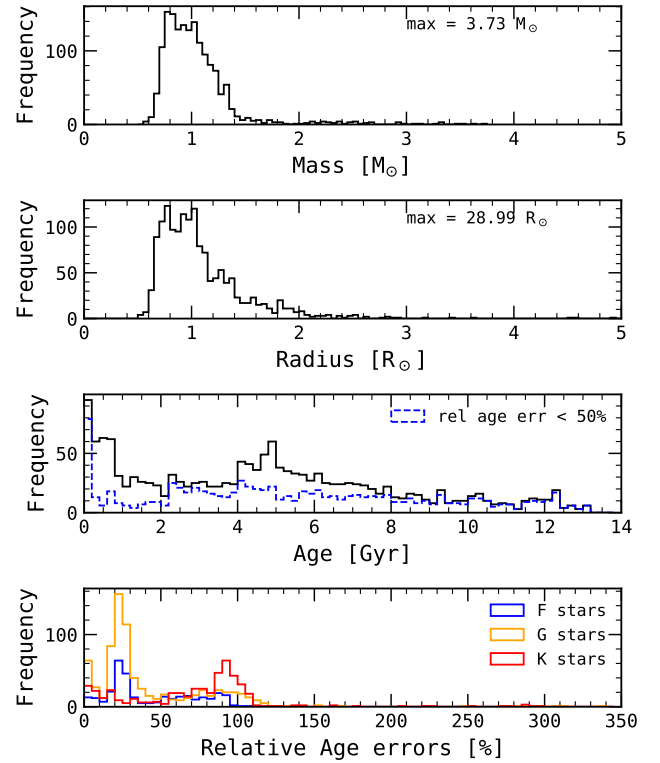 Frequency
100
0
max = 3.73 M⊙
0 1 2 3 4 5
Mass [M⊙]
Frequency
100
50
0
max = 28.99 R⊙
0 1 2 3 4 5
Radius [R⊙]
Frequency
50
0
rel age err < 50%
0 2 4 6 8 10 12 14
Age [Gyr]
Frequency
100
0
F stars
G stars
K stars
0 50 100 150 200 250 300 350
Relative Age errors [%]